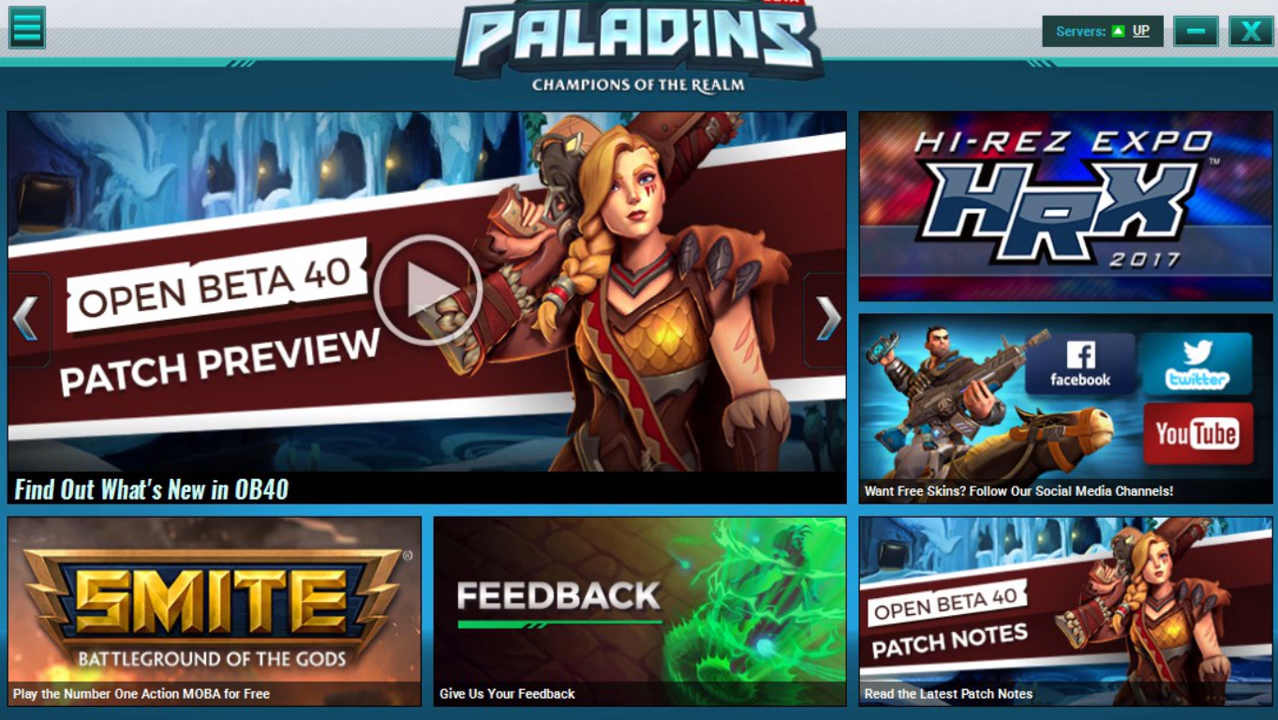 PALADINS
CHAMPIONS OF THE REALM
Servers: UP
X
OPEN BETA 40
PATCH PREVIEW
Find Out What's New in OB40
HI-REZ EXPO
HRX™
2017
facebook
twitter
YouTube
Want Free Skins? Follow Our Social Media Channels!
SMITE®
BATTLEGROUND OF THE GODS
Play the Number One Action MOBA for Free
FEEDBACK
Give Us Your Feedback
OPEN BETA 40
PATCH NOTES
Read the Latest Patch Notes